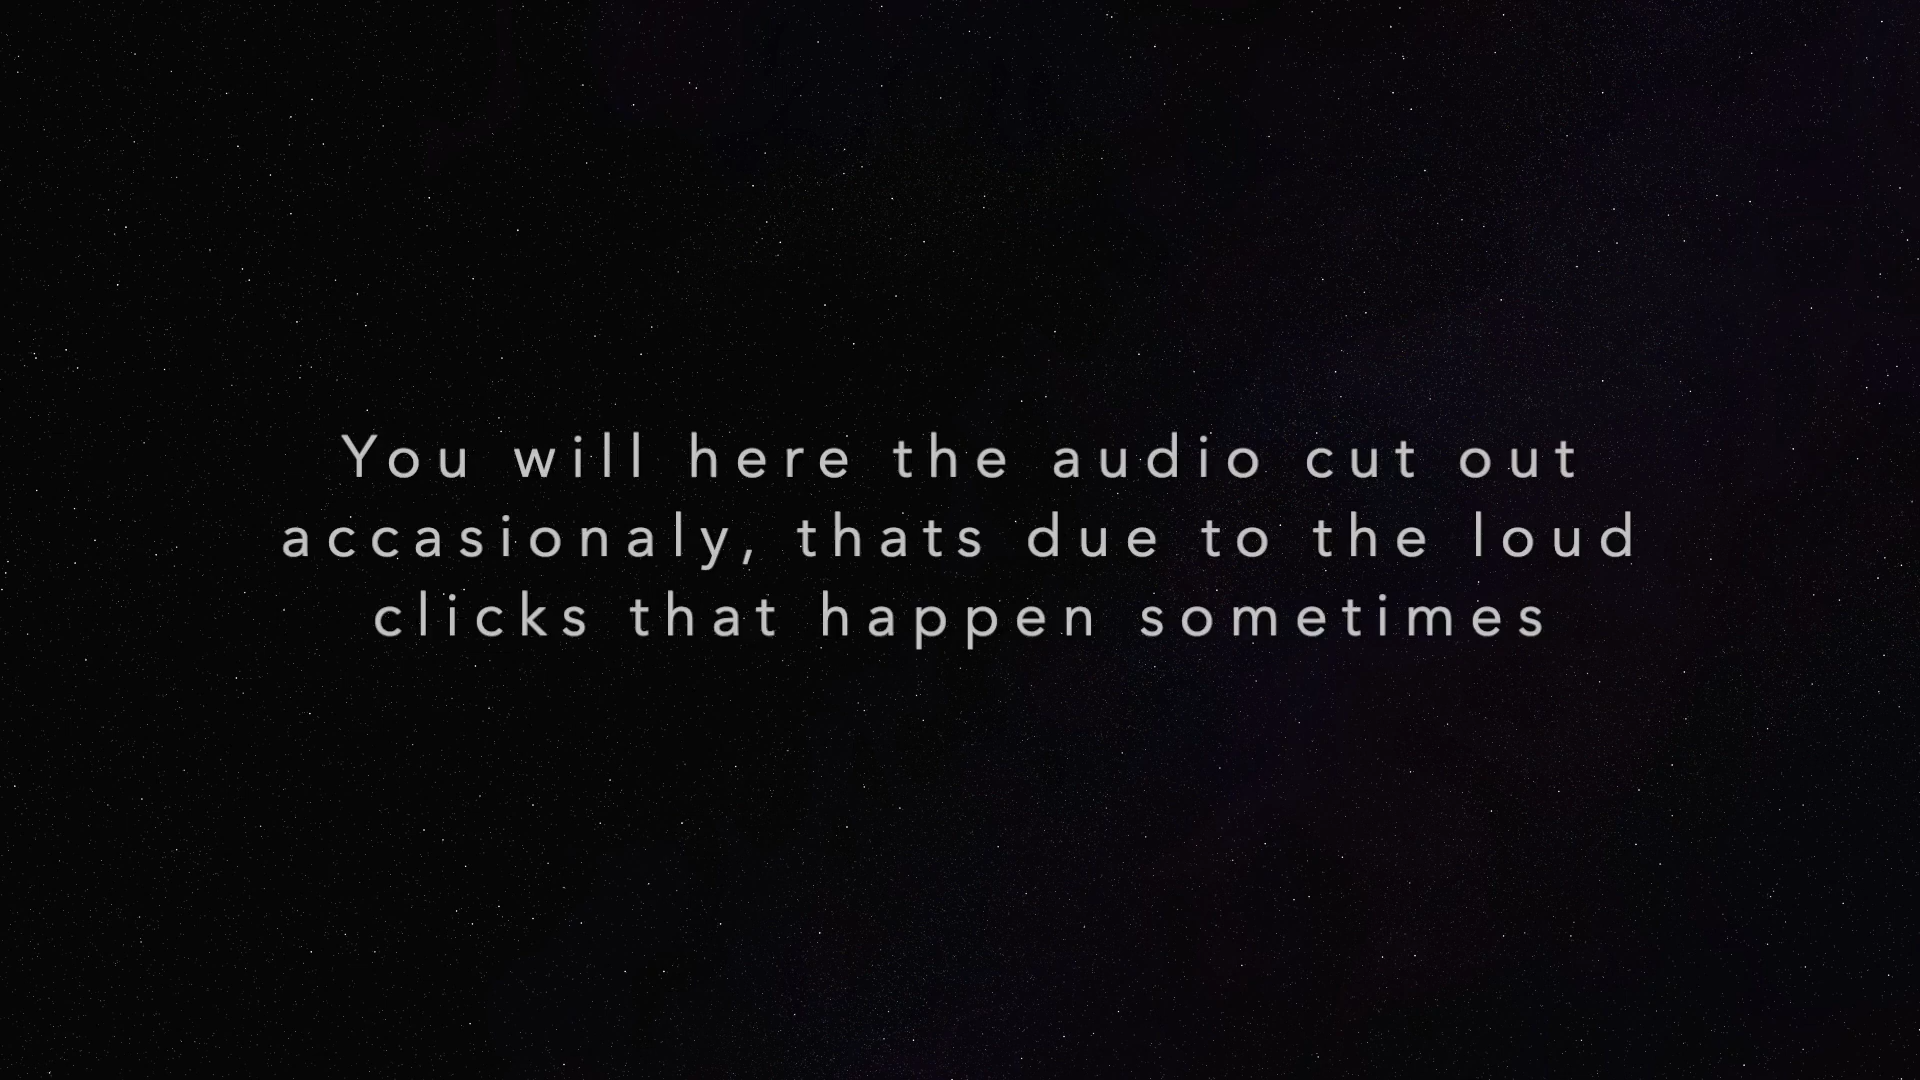 You will here the audio cut out
accasionaly, thats due to the loud
clicks that happen sometimes